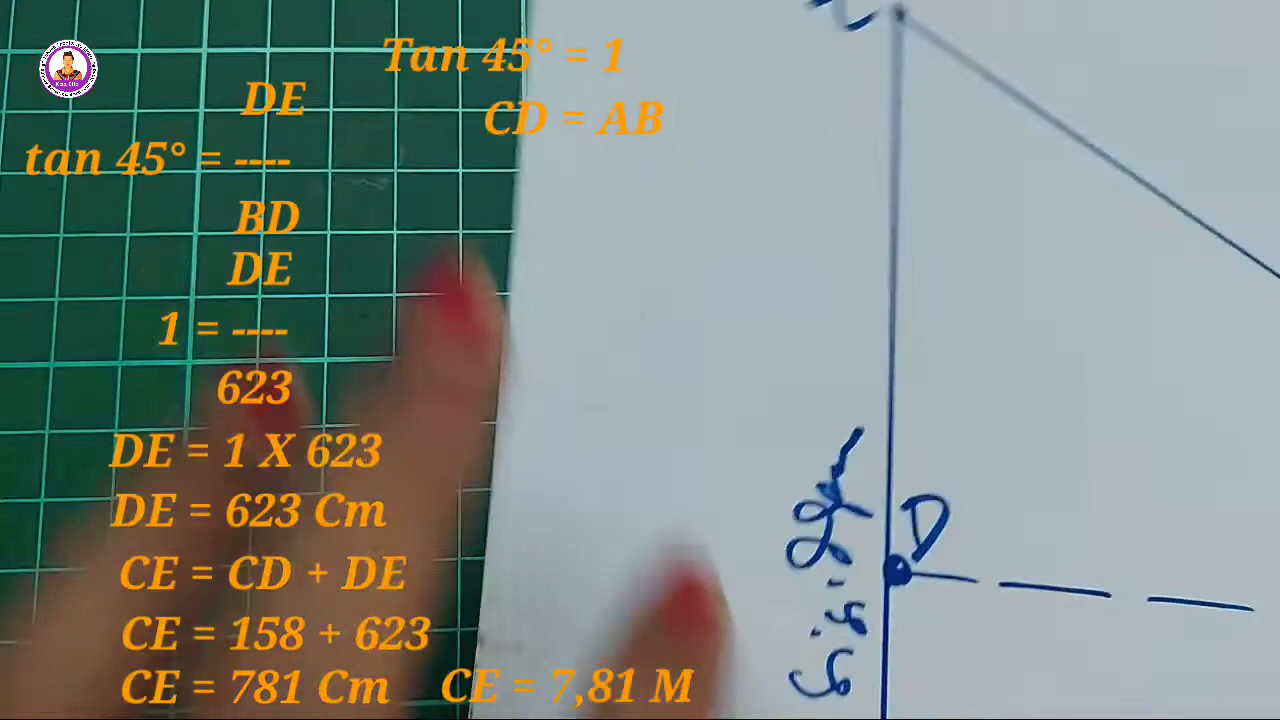 Tan 45° = 1
CD = AB
DE
tan 45° = ----
BD
DE
1 = ----
623
DE = 1 X 623
DE = 623 Cm
CE = CD + DE
CE = 158 + 623
CE = 781 Cm CE = 7,81 M
D